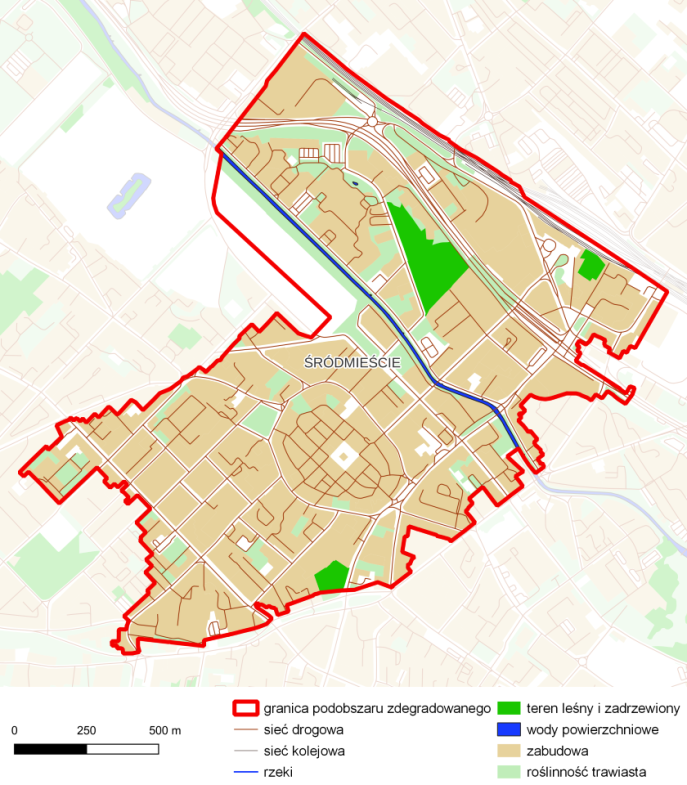 ŚRÓDMIEŚCIE
0 250 500 m
granica podobszaru zdegradowanego
sieć drogowa
sieć kolejowa
rzeki
teren leśny i zadrzewiony
wody powierzchniowe
zabudowa
roślinność trawiasta